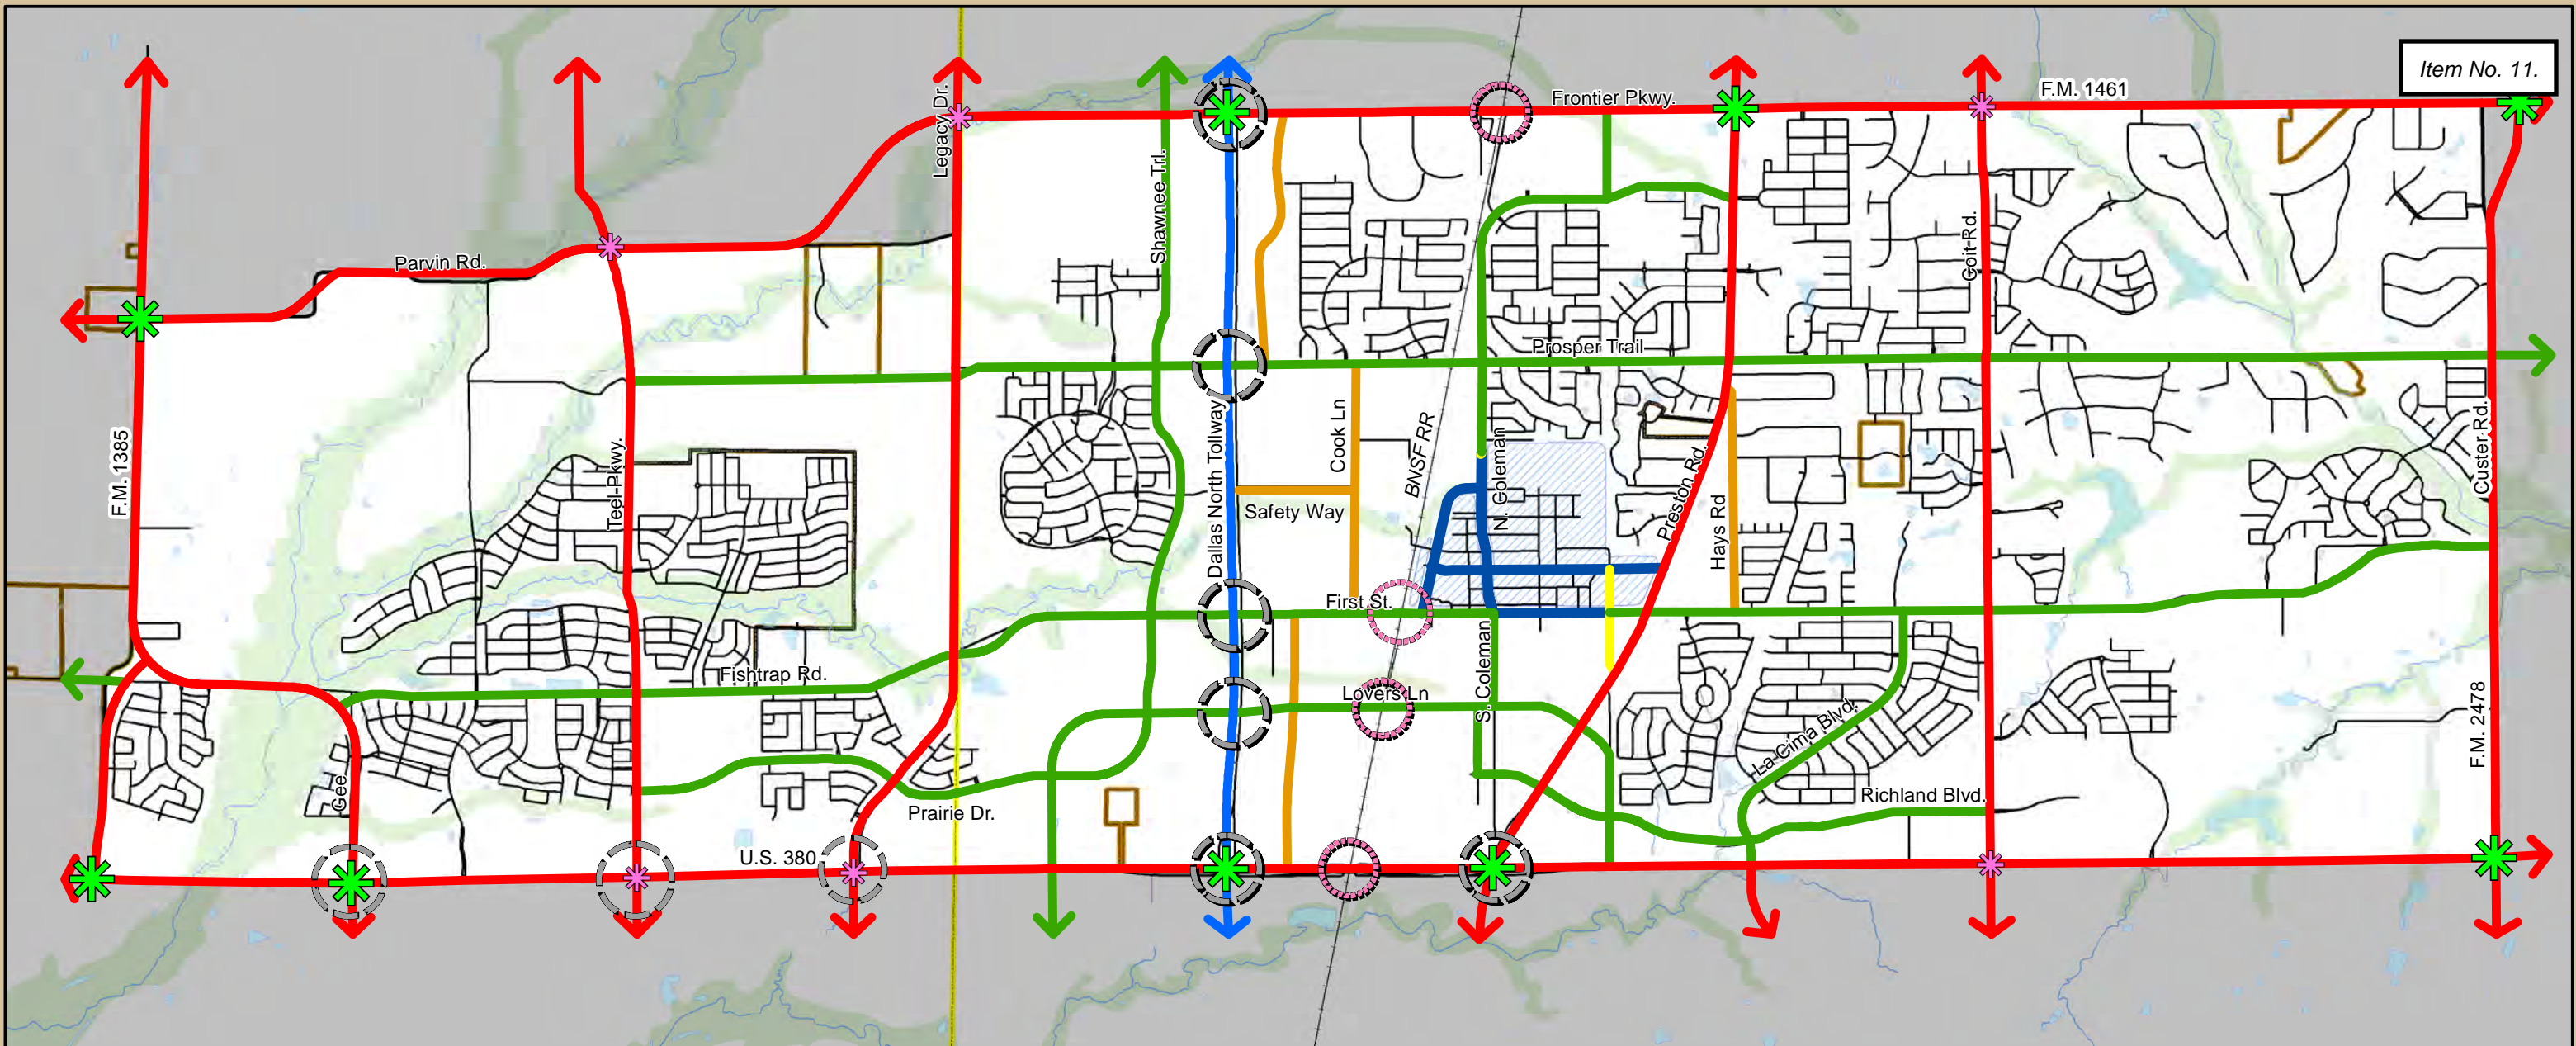 Item No. 11.
F.M. 1461
Frontier Pkwy.
Legacy Dr.
Shawnee Trl.
Coit Rd.
Parvin Rd.
Prosper Trail
F.M. 1385
Teel Pkwy.
Dallas North Tollway
Cook Ln
BNSF RR
N. Coleman
Preston Rd.
Hays Rd
Custer Rd.
Safety Way
First St.
Fishtrap Rd.
Lovers Ln
S. Coleman
La Cima Blvd.
F.M. 2478
Gee
Prairie Dr.
Richland Blvd.
U.S. 380